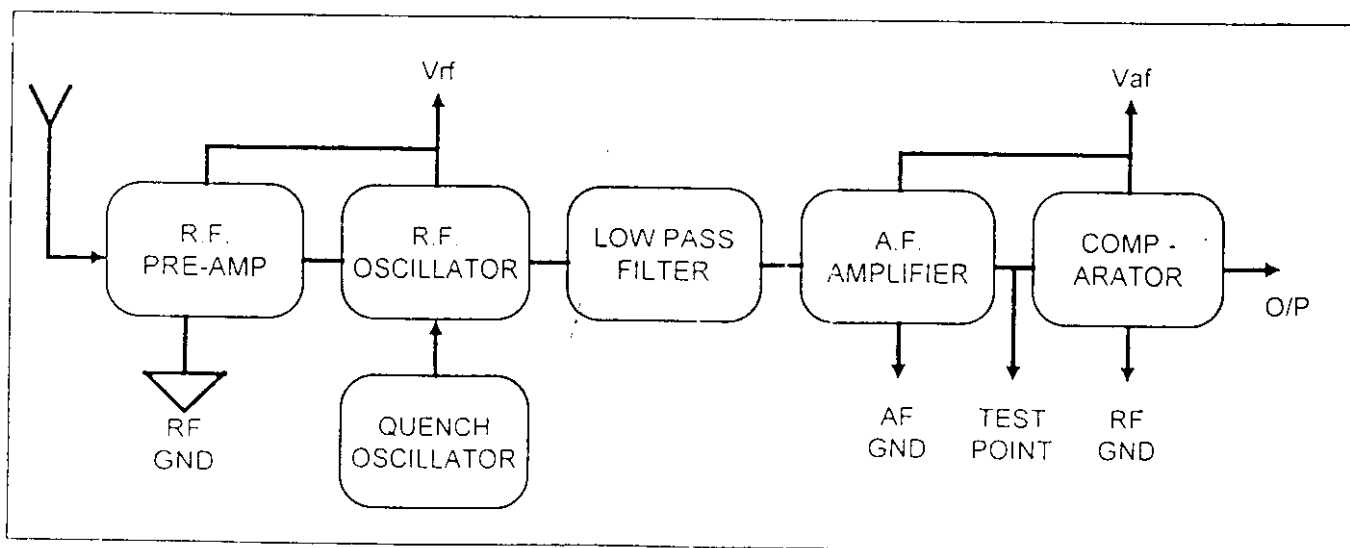 Vrf
Vaf
R.F.
PRE-AMP
R.F.
OSCILLATOR
LOW PASS
FILTER
A.F.
AMPLIFIER
COMP -
ARATOR
O/P
RF
GND
QUENCH
OSCILLATOR
AF
GND
TEST
POINT
RF
GND